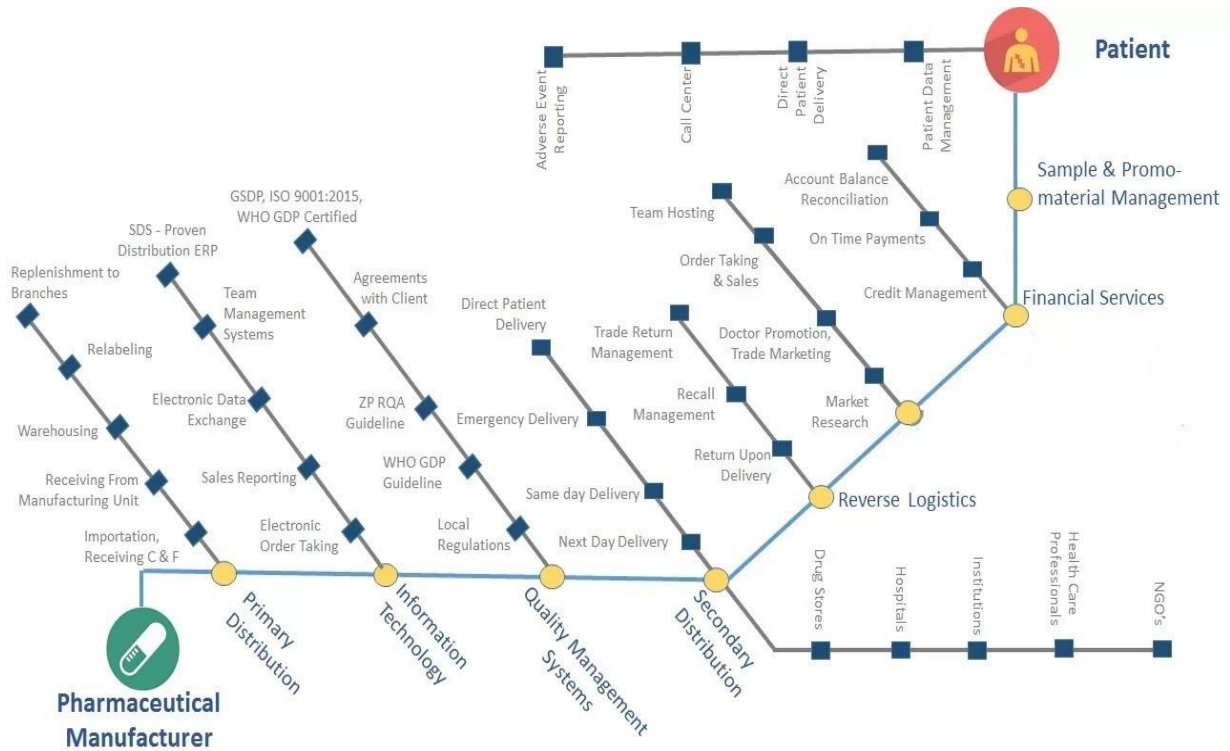 Patient
Adverse Event
Reporting
Call Center
Direct
Patient
Delivery
Patient Data
Management
Sample & Promo-
material Management
Account Balance
Reconciliation
On Time Payments
Credit Management
Financial Services
Team Hosting
Order Taking
& Sales
Doctor Promotion,
Trade Marketing
Market
Research
Trade Return
Management
Recall
Management
Return Upon
Delivery
Reverse Logistics
Direct Patient
Delivery
Emergency Delivery
Same day Delivery
Next Day Delivery
Secondary
Distribution
Drug Stores
Hospitals
Institutions
Health Care
Professionals
NGO's
GSDP, ISO 9001:2015,
WHO GDP Certified
Agreements
with Client
ZP RQA
Guideline
WHO GDP
Guideline
Local
Regulations
Quality Management
Systems
SDS - Proven
Distribution ERP
Team
Management
Systems
Electronic Data
Exchange
Sales Reporting
Electronic
Order Taking
Information
Technology
Replenishment to
Branches
Relabeling
Warehousing
Receiving From
Manufacturing Unit
Importation,
Receiving C & F
Primary
Distribution
Pharmaceutical
Manufacturer